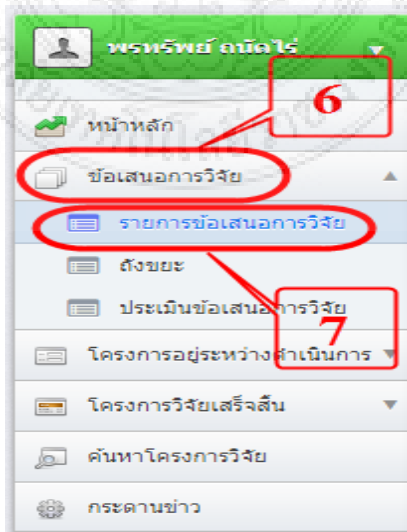 พรทรัพย์ ถนัดไร่
6
หน้าหลัก
ข้อเสนอการวิจัย
รายการข้อเสนอการวิจัย
ถังขยะ
ประเมินข้อเสนอการวิจัย
7
โครงการอยู่ระหว่างดำเนินการ
โครงการวิจัยเสร็จสิ้น
ค้นหาโครงการวิจัย
กระดานข่าว